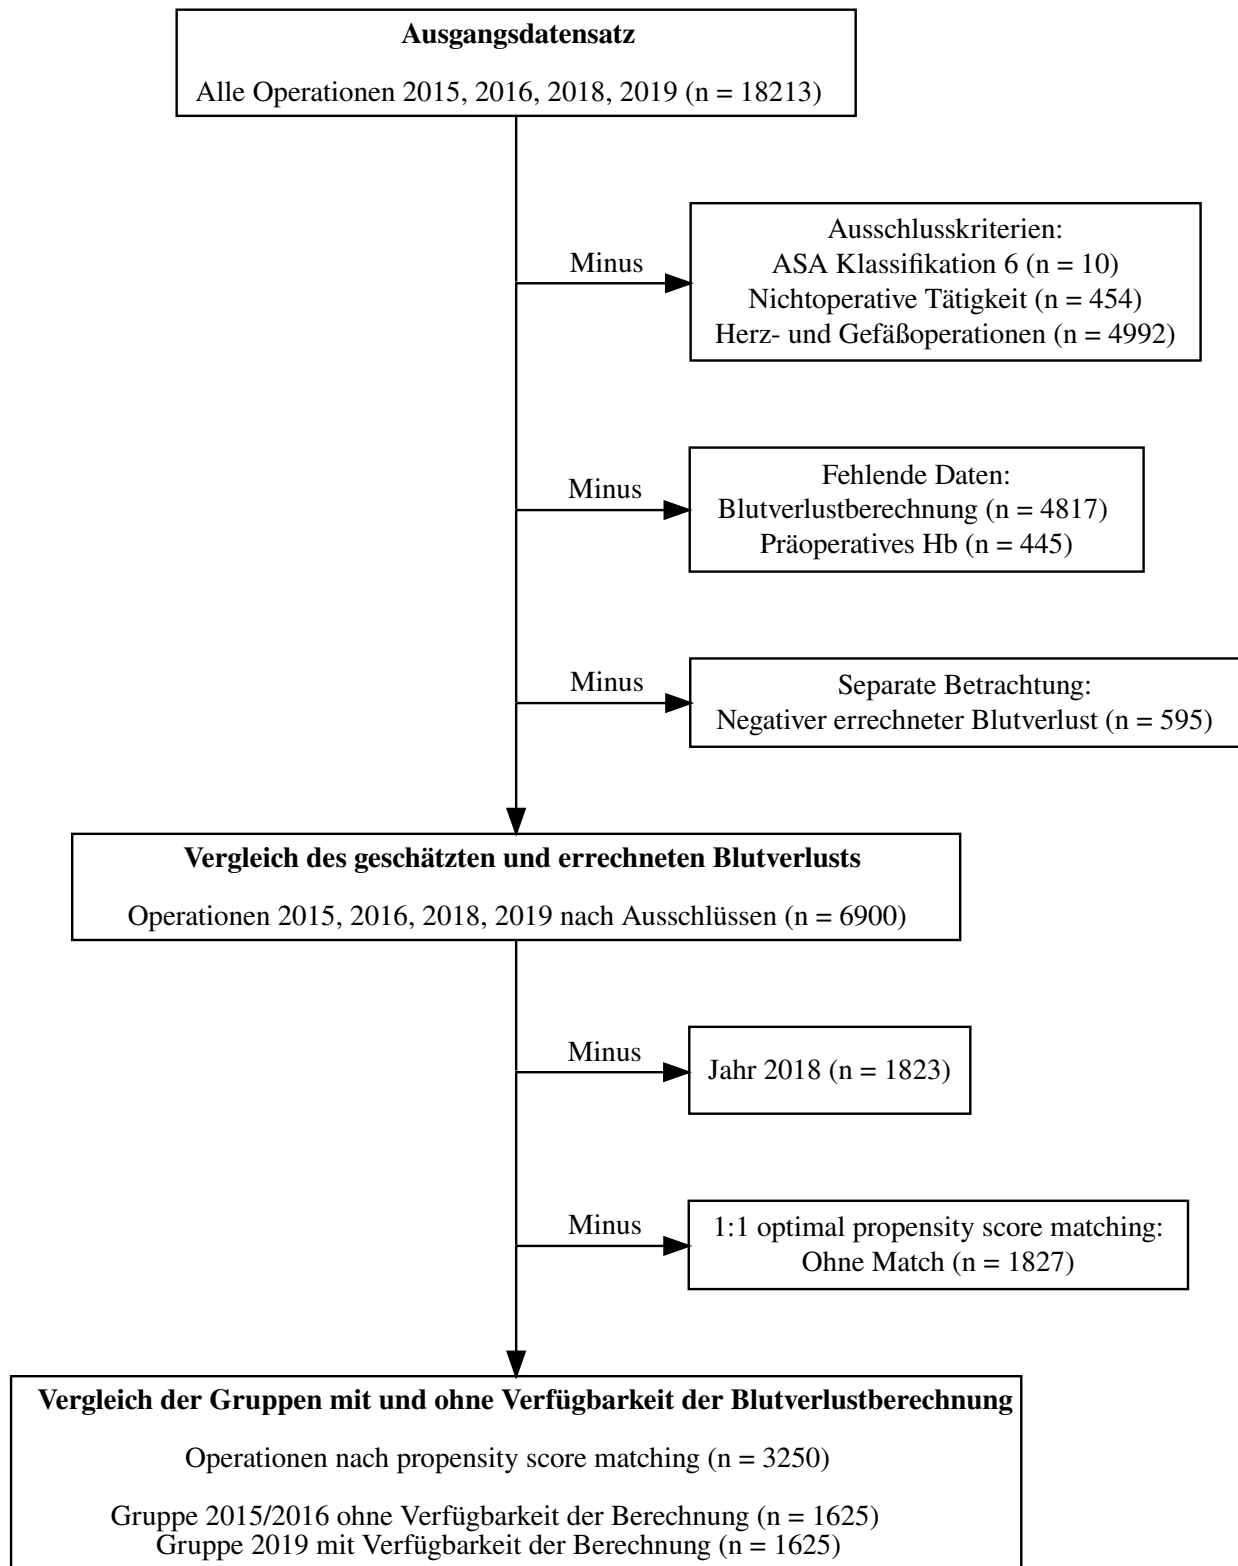 Ausgangsdatensatz
Alle Operationen 2015, 2016, 2018, 2019 (n = 18213)
Minus
Ausschlusskriterien:
ASA Klassifikation 6 (n = 10)
Nichtoperative Tätigkeit (n = 454)
Herz- und Gefäßoperationen (n = 4992)
Minus
Fehlende Daten:
Blutverlustberechnung (n = 4817)
Präoperatives Hb (n = 445)
Minus
Separate Betrachtung:
Negativer errechneter Blutverlust (n = 595)
Vergleich des geschätzten und errechneten Blutverlusts
Operationen 2015, 2016, 2018, 2019 nach Ausschlüssen (n = 6900)
Minus
Jahr 2018 (n = 1823)
Minus
1:1 optimal propensity score matching:
Ohne Match (n = 1827)
Vergleich der Gruppen mit und ohne Verfügbarkeit der Blutverlustberechnung
Operationen nach propensity score matching (n = 3250)
Gruppe 2015/2016 ohne Verfügbarkeit der Berechnung (n = 1625)
Gruppe 2019 mit Verfügbarkeit der Berechnung (n = 1625)